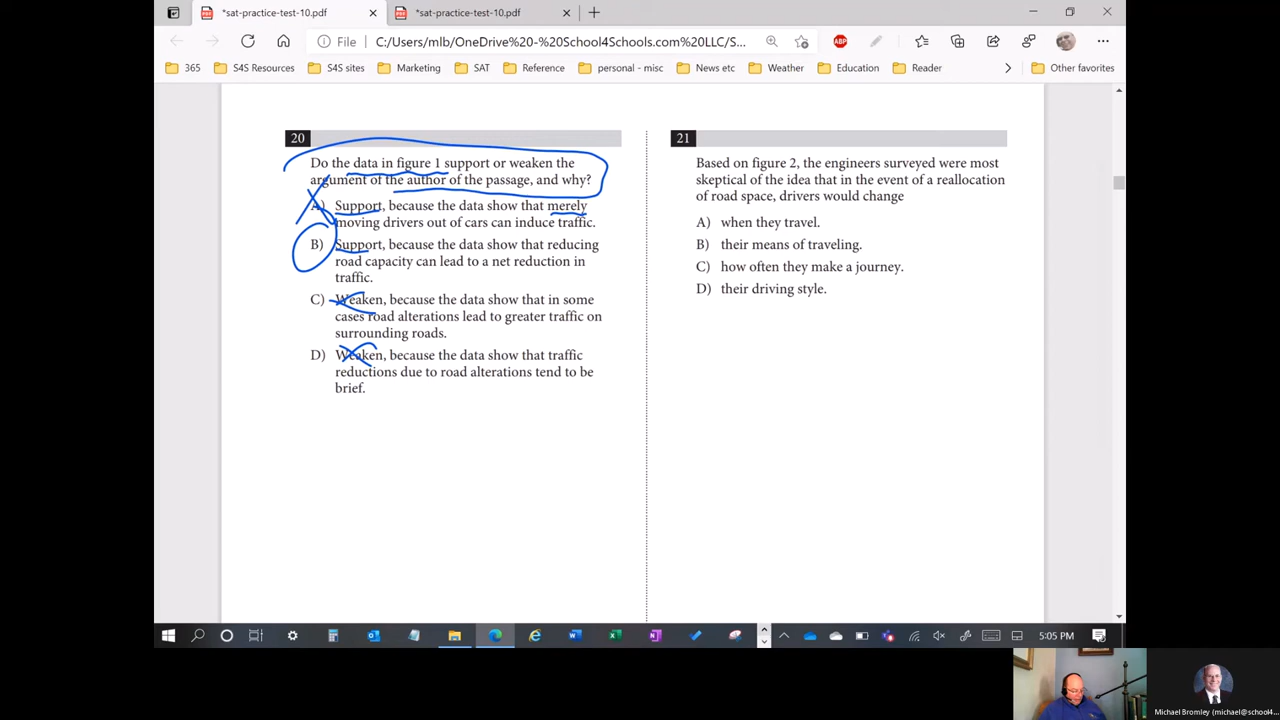 *sat-practice-test-10.pdf
*sat-practice-test-10.pdf
File
C:/Users/mlb/OneDrive%20-%20School4Schools.com%20LLC/S...
ABP
365
S4S Resources
S4S sites
Marketing
SAT
Reference
personal - misc
News etc
Weather
Education
Reader
Other favorites
20
Do the data in figure 1 support or weaken the
argument of the author of the passage, and why?
A) Support, because the data show that merely
moving drivers out of cars can induce traffic.
B) Support, because the data show that reducing
road capacity can lead to a net reduction in
traffic.
C) Weaken, because the data show that in some
cases road alterations lead to greater traffic on
surrounding roads.
D) Weaken, because the data show that traffic
reductions due to road alterations tend to be
brief.
21
Based on figure 2, the engineers surveyed were most
skeptical of the idea that in the event of a reallocation
of road space, drivers would change
A) when they travel.
B) their means of traveling.
C) how often they make a journey.
D) their driving style.
5:05 PM
Michael Bromley (michael@school4...